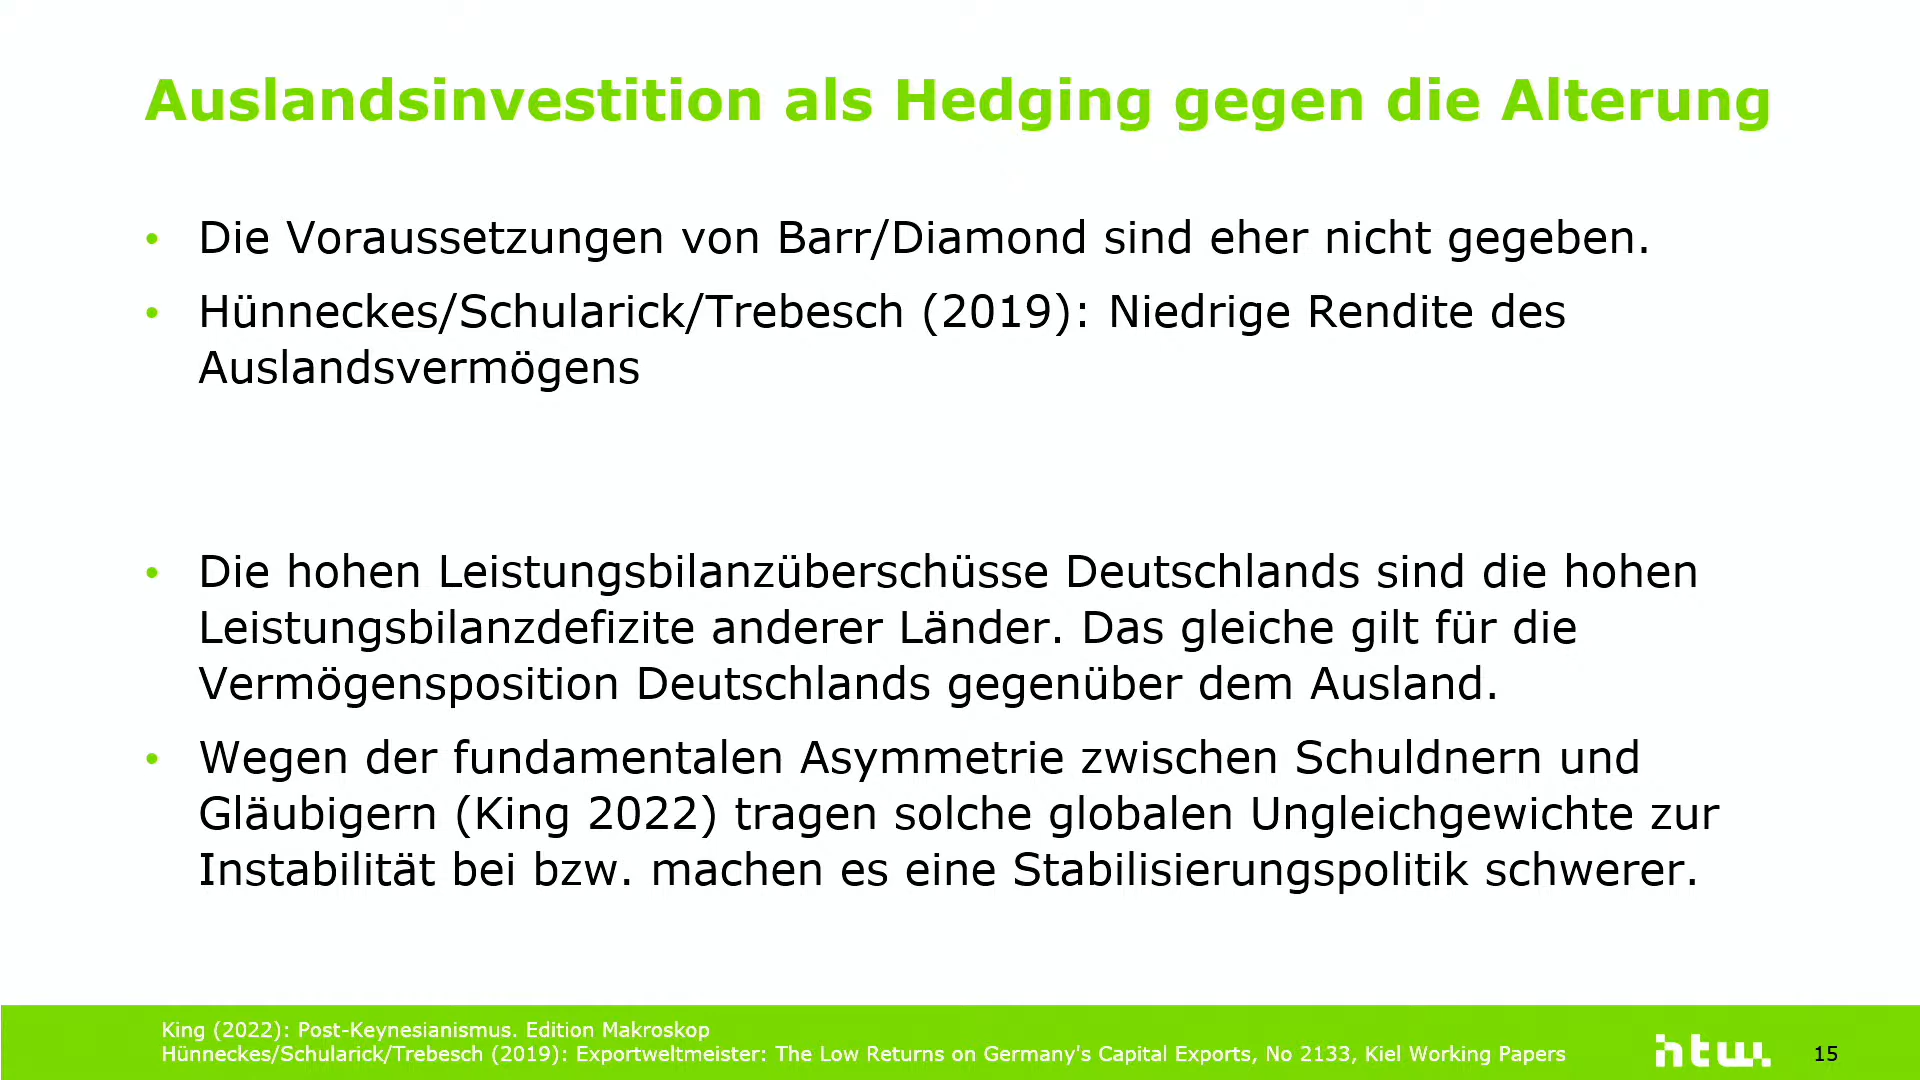 Auslandsinvestition als Hedging gegen die Alterung
• Die Voraussetzungen von Barr/Diamond sind eher nicht gegeben.
• Hünneckes/Schularick/Trebesch (2019): Niedrige Rendite des
Auslandsvermögens
• Die hohen Leistungsbilanzüberschüsse Deutschlands sind die hohen
Leistungsbilanzdefizite anderer Länder. Das gleiche gilt für die
Vermögensposition Deutschlands gegenüber dem Ausland.
• Wegen der fundamentalen Asymmetrie zwischen Schuldnern und
Gläubigern (King 2022) tragen solche globalen Ungleichgewichte zur
Instabilität bei bzw. machen es eine Stabilisierungspolitik schwerer.
King (2022): Post-Keynesianismus. Edition Makroskop
Hünneckes/Schularick/Trebesch (2019): Exportweltmeister: The Low Returns on Germany's Capital Exports, No 2133, Kiel Working Papers
htw.
15